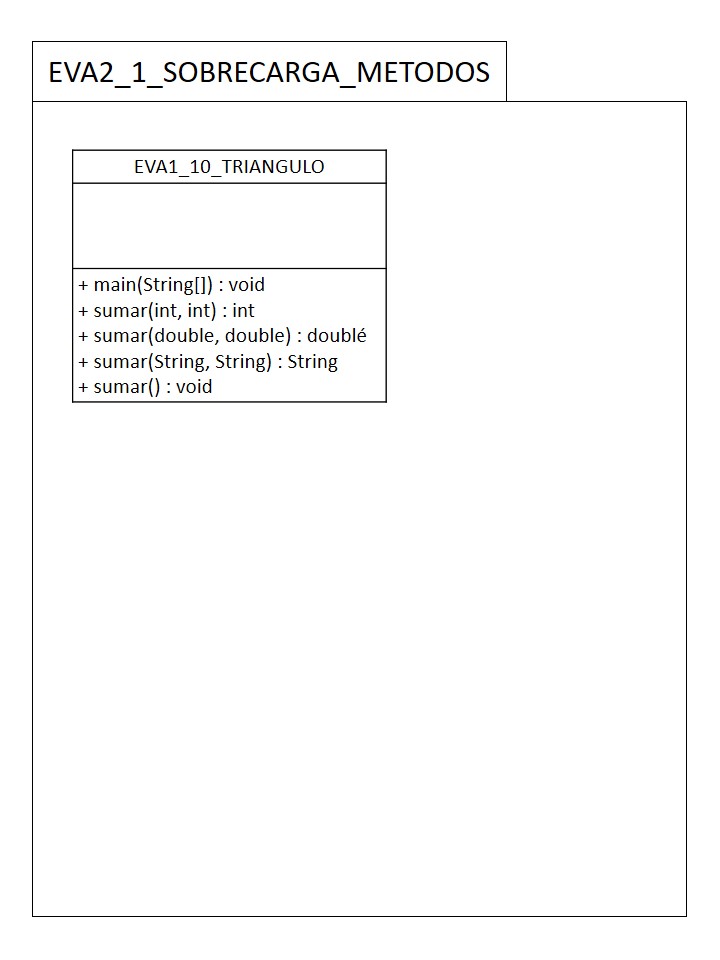 EVA2_1_SOBRECARGA_METODOS
EVA1_10_TRIANGULO
+ main(String[]) : void
+ sumar(int, int) : int
+ sumar(double, double) : doublé
+ sumar(String, String) : String
+ sumar() : void